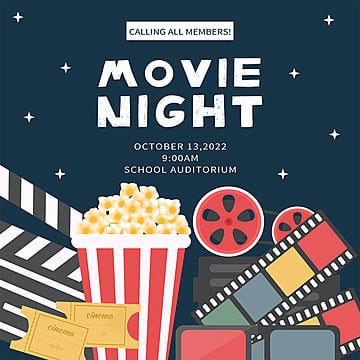 CALLING ALL MEMBERS!
MOVIE
NIGHT
OCTOBER 13,2022
9:00AM
SCHOOL AUDITORIUM
cinema
cinema